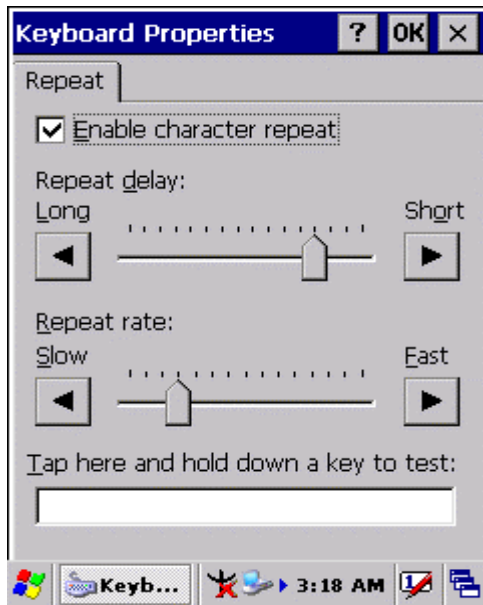 Keyboard Properties ? OK ×
Repeat
Enable character repeat
Repeat delay:
Long Short
Repeat rate:
Slow Fast
Tap here and hold down a key to test:
Keyb... 3:18 AM